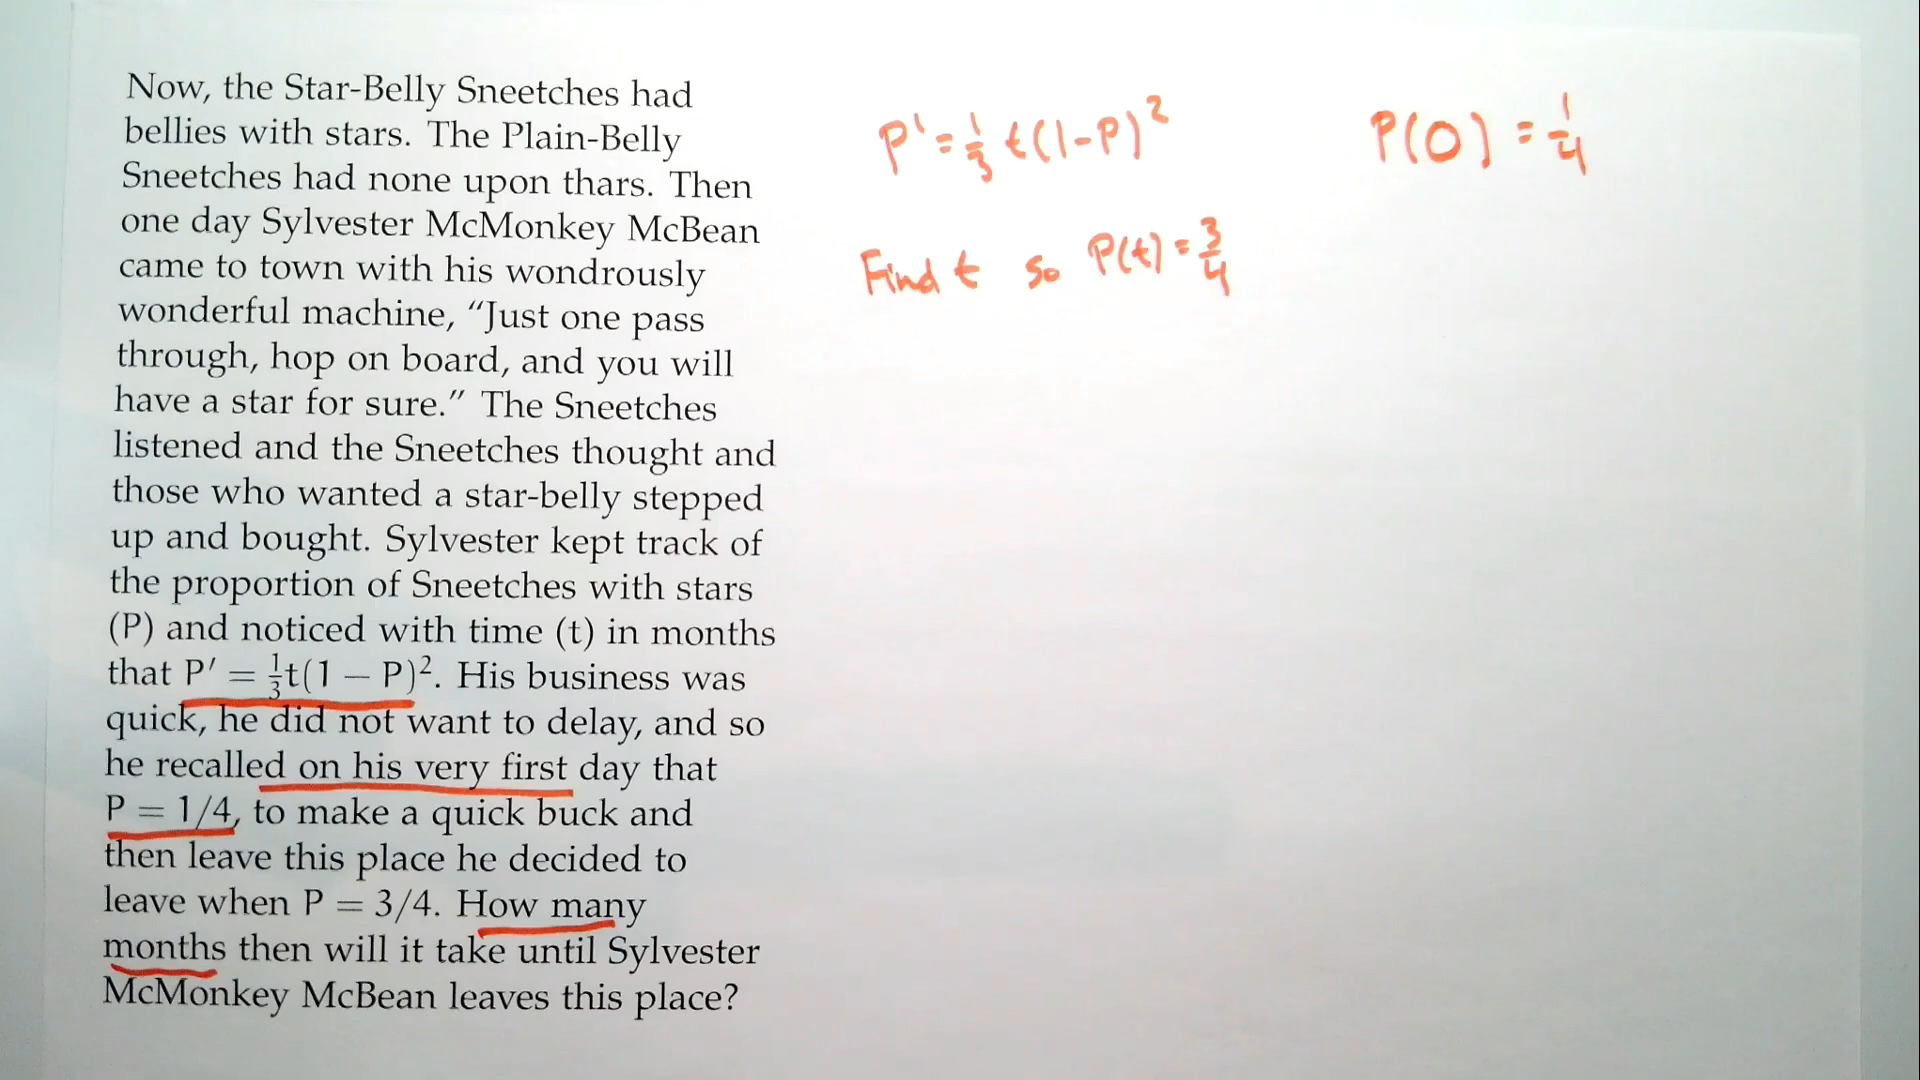 Now, the Star-Belly Sneetches had
bellies with stars. The Plain-Belly
Sneetches had none upon thars. Then
one day Sylvester McMonkey McBean
came to town with his wondrously
wonderful machine, “Just one pass
through, hop on board, and you will
have a star for sure.” The Sneetches
listened and the Sneetches thought and
those who wanted a star-belly stepped
up and bought. Sylvester kept track of
the proportion of Sneetches with stars
(P) and noticed with time (t) in months
that P′ = 1/3 t(1 − P)². His business was
quick, he did not want to delay, and so
he recalled on his very first day that
P = 1/4, to make a quick buck and
then leave this place he decided to
leave when P = 3/4. How many
months then will it take until Sylvester
McMonkey McBean leaves this place?
P' = 1/3 t(1-P)²
P(0) = 1/4
Find t so P(t) = 3/4